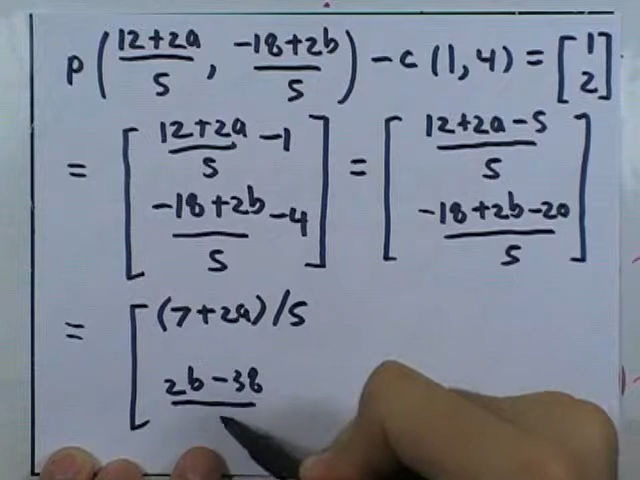 P((12+2a)/5, (-18+2b)/5) - C(1,4) = [1; 2]
= [(12+2a)/5 - 1; (-18+2b)/5 - 4] = [(12+2a-5)/5; (-18+2b-20)/5]
= [(7+2a)/5
2b-38